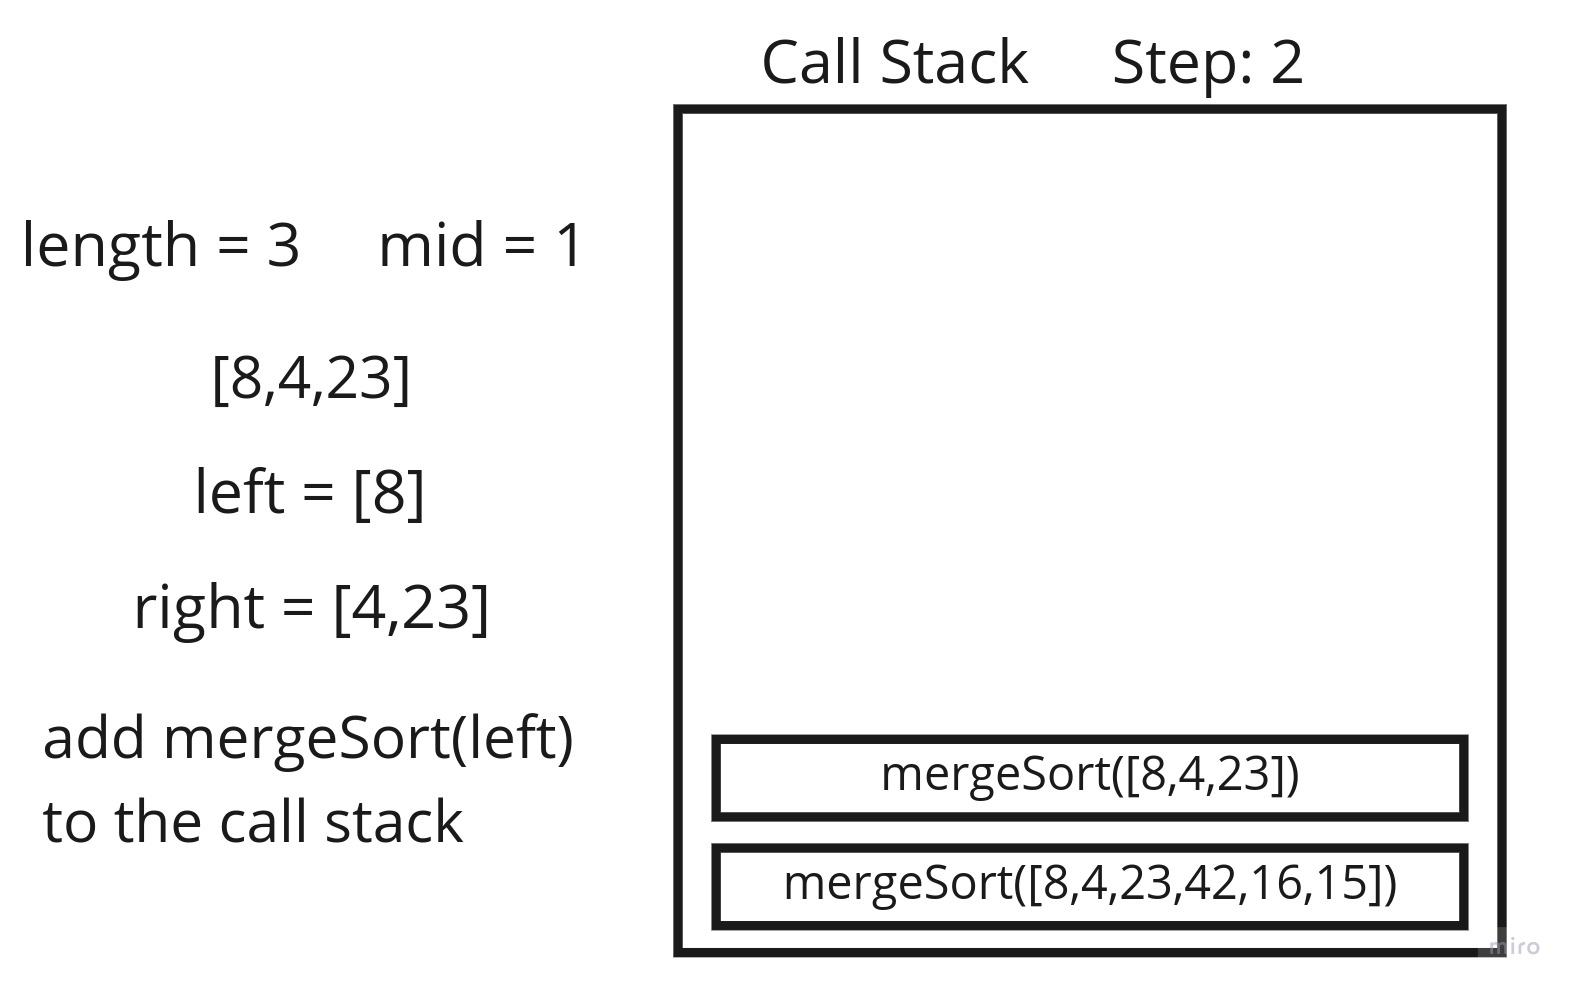 Call Stack Step: 2
length = 3 mid = 1
[8,4,23]
left = [8]
right = [4,23]
add mergeSort(left)
to the call stack
mergeSort([8,4,23])
mergeSort([8,4,23,42,16,15])
miro